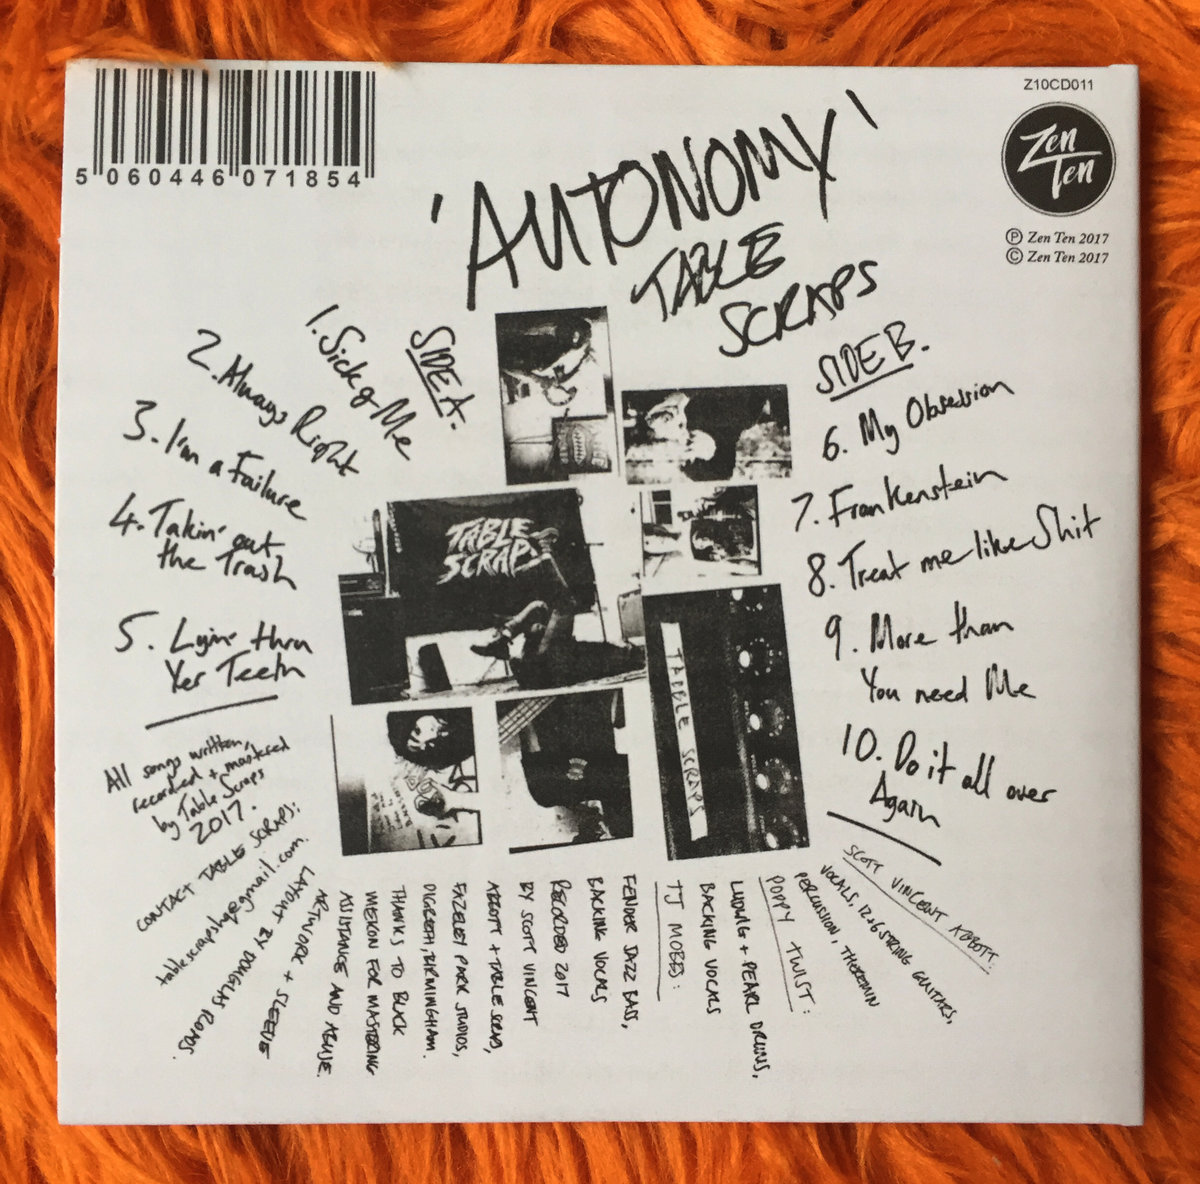 5 060446 071854
Z10CD011
Zen
Ten
Ⓟ Zen Ten 2017
© Zen Ten 2017
'AUTONOMY'
TABLE
SCRAPS
SIDE A.
1. Sick of Me
2. Always Right
3. I'm a Failure
4. Takin' out
the Trash
5. Lyin' thru
Yer Teeth
SIDE B.
6. My Obsession
7. Frankenstein
8. Treat me like Shit
9. More than
You need Me
10. Do it all over
Again
TABLE
SCRAPS
TABLE SCRAPS
All songs written,
recorded + mastered
by Table Scraps
2017.
CONTACT TABLE SCRAPS:
tablescrapshq@gmail.com.
ARTWORK + SLEEVE
LAYOUT BY DOUGLAS
SCOTT VINCENT ABBOTT:
VOCALS, 12+6 STRING GUITARS,
PERCUSSION, THEREMIN
POPPY TWIST:
LUDWIG + PEARL DRUMS,
BACKING VOCALS
TJ MOBBS:
FENDER JAZZ BASS,
BACKING VOCALS
RECORDED 2017
BY SCOTT VINCENT
ABBOTT + TABLE SCRAPS,
FAZELEY PARK STUDIOS,
DIGBETH, BIRMINGHAM.
THANKS TO BLACK
MEKON FOR MASTERING
ASSISTANCE AND ABUSE.